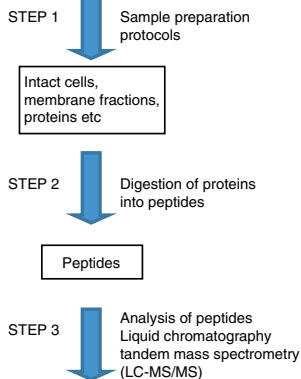 STEP 1
Sample preparation
protocols
Intact cells,
membrane fractions,
proteins etc
STEP 2
Digestion of proteins
into peptides
Peptides
STEP 3
Analysis of peptides
Liquid chromatography
tandem mass spectrometry
(LC-MS/MS)